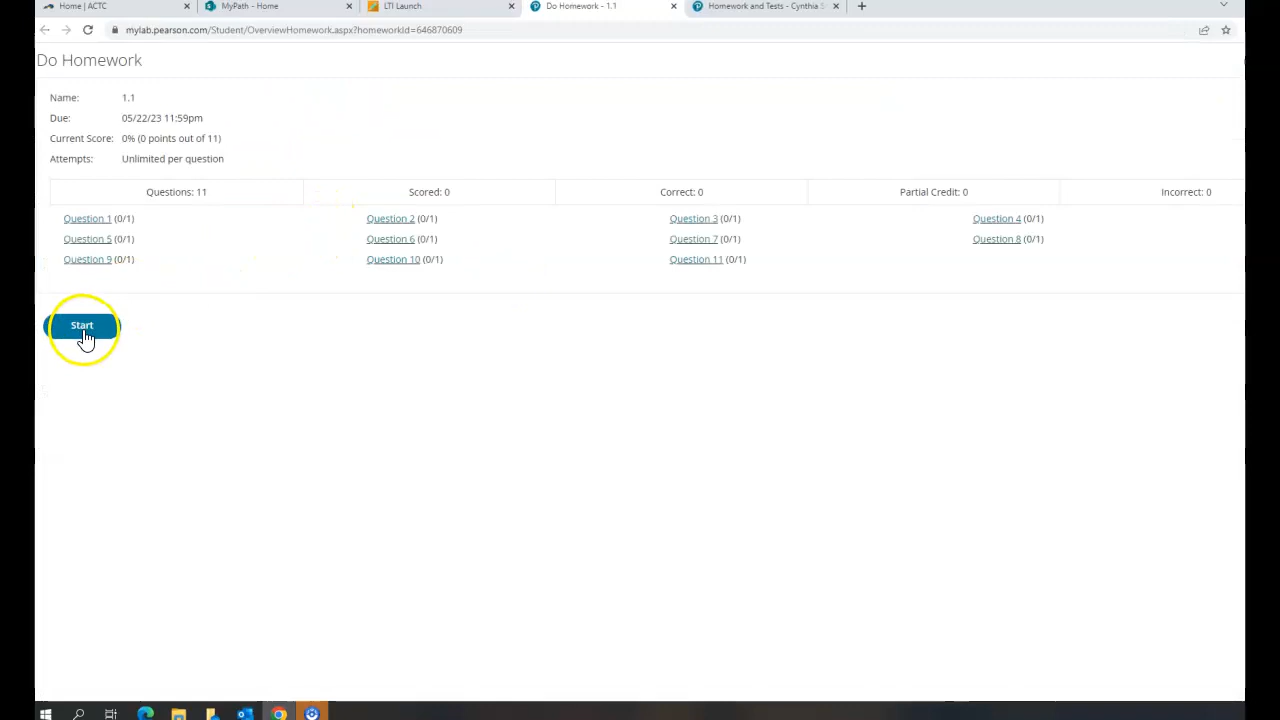 Home | ACTC
MyPath - Home
LTI Launch
Do Homework - 1.1
Homework and Tests - Cynthia S
mylab.pearson.com/Student/OverviewHomework.aspx?homeworkId=646870609
Do Homework
Name: 1.1
Due: 05/22/23 11:59pm
Current Score: 0% (0 points out of 11)
Attempts: Unlimited per question
Questions: 11 Scored: 0 Correct: 0 Partial Credit: 0 Incorrect: 0
Question 1 (0/1) Question 2 (0/1) Question 3 (0/1) Question 4 (0/1)
Question 5 (0/1) Question 6 (0/1) Question 7 (0/1) Question 8 (0/1)
Question 9 (0/1) Question 10 (0/1) Question 11 (0/1)
Start